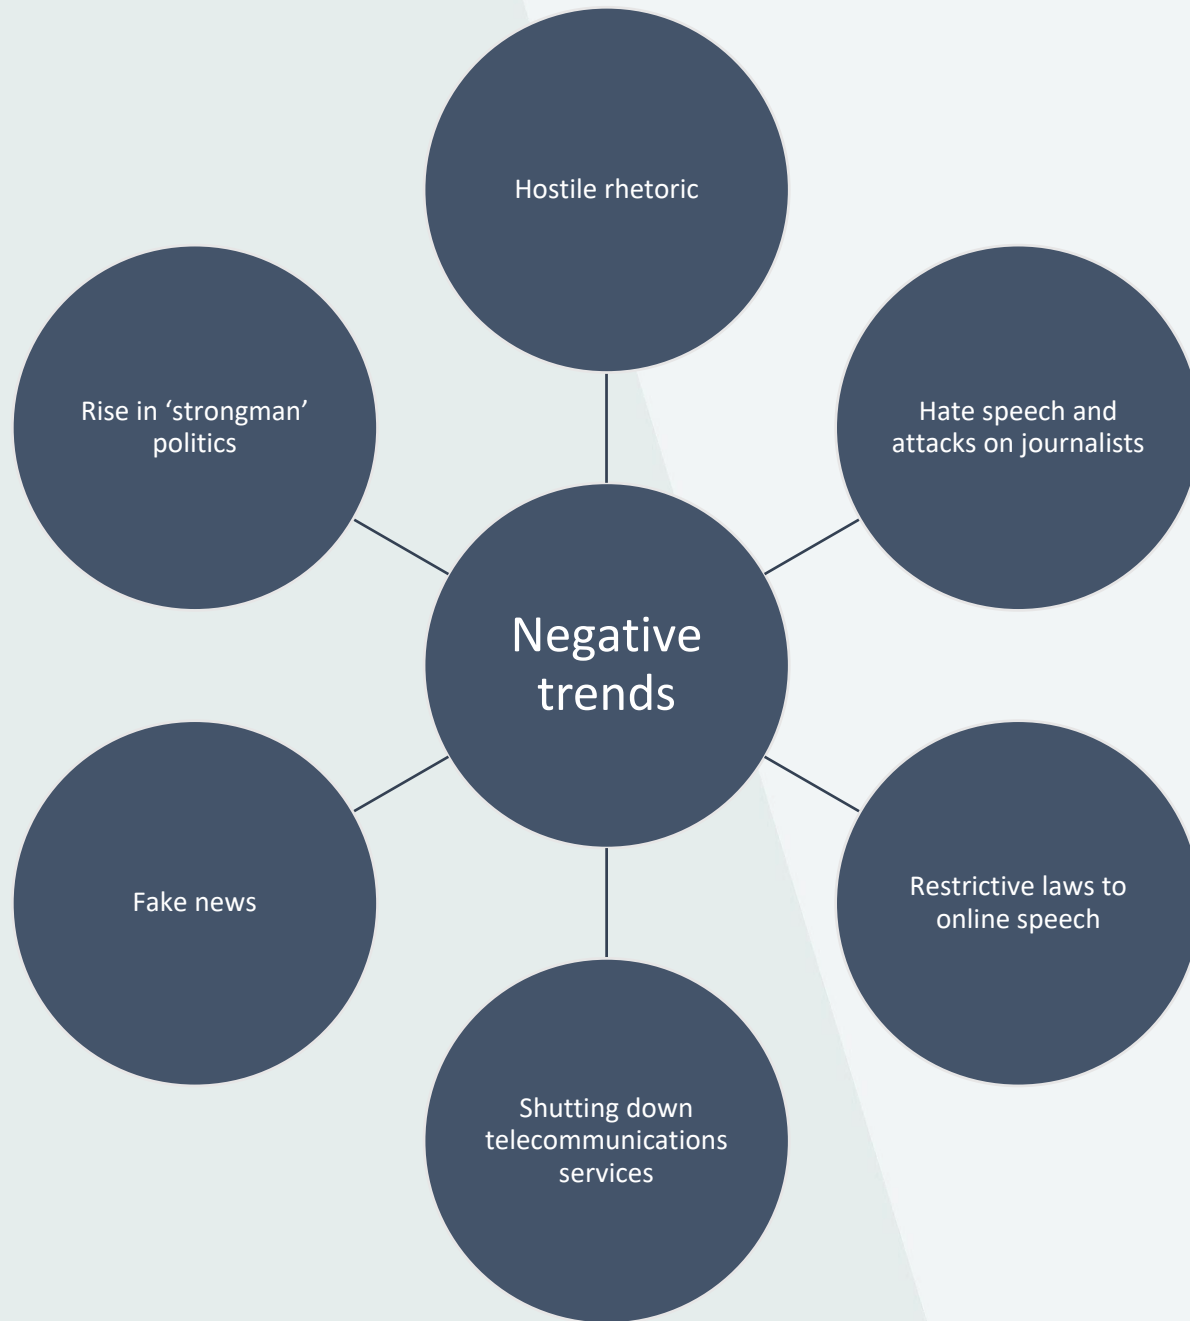 Hostile rhetoric
Rise in ‘strongman’
politics
Hate speech and
attacks on journalists
Negative
trends
Fake news
Restrictive laws to
online speech
Shutting down
telecommunications
services